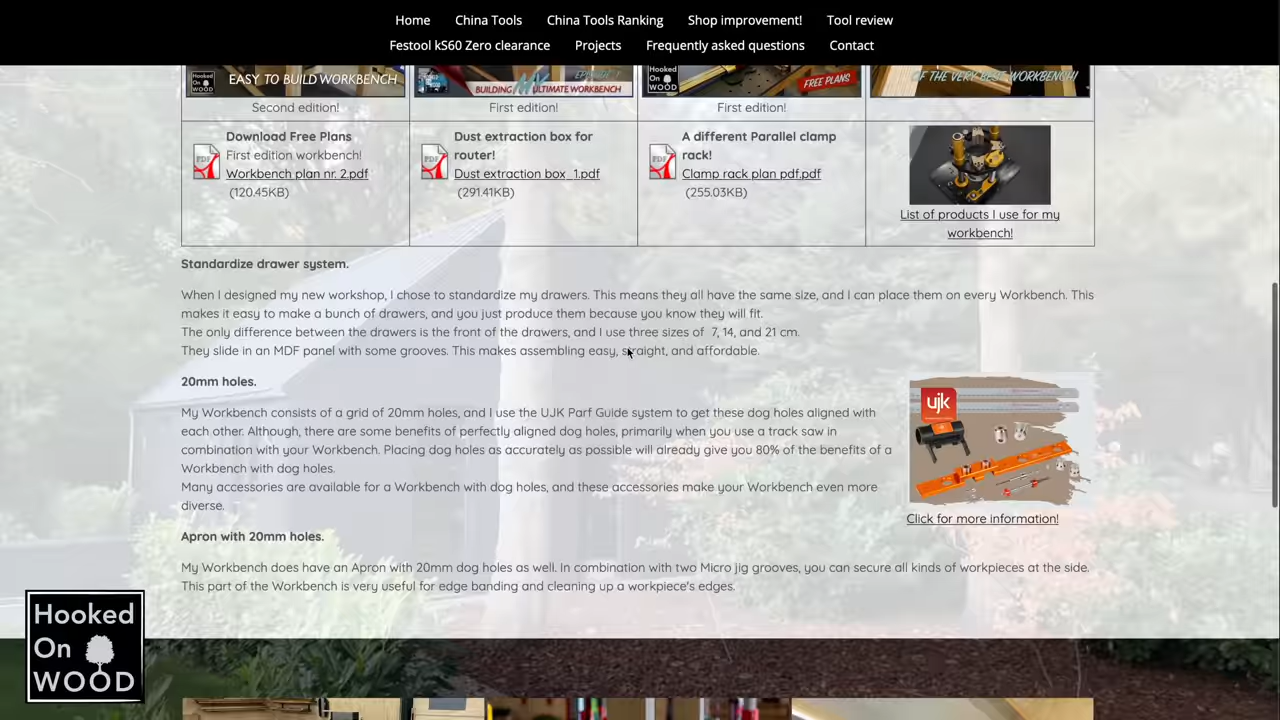 Home China Tools China Tools Ranking Shop improvement! Tool review
Festool kS60 Zero clearance Projects Frequently asked questions Contact
Hooked On WOOD EASY TO BUILD WORKBENCH
EPISODE 1
BUILDING MY ULTIMATE WORKBENCH
Hooked On WOOD FREE PLANS
OF THE VERY BEST WORKBENCH!
Second edition!
First edition!
First edition!
Download Free Plans
First edition workbench!
Workbench plan nr. 2.pdf
(120.45KB)
Dust extraction box for
router!
Dust extraction box _1.pdf
(291.41KB)
A different Parallel clamp
rack!
Clamp rack plan pdf.pdf
(255.03KB)
List of products I use for my
workbench!
Standardize drawer system.
When I designed my new workshop, I chose to standardize my drawers. This means they all have the same size, and I can place them on every Workbench. This
makes it easy to make a bunch of drawers, and you just produce them because you know they will fit.
The only difference between the drawers is the front of the drawers, and I use three sizes of 7, 14, and 21 cm.
They slide in an MDF panel with some grooves. This makes assembling easy, straight, and affordable.
20mm holes.
My Workbench consists of a grid of 20mm holes, and I use the UJK Parf Guide system to get these dog holes aligned with
each other. Although, there are some benefits of perfectly aligned dog holes, primarily when you use a track saw in
combination with your Workbench. Placing dog holes as accurately as possible will already give you 80% of the benefits of a
Workbench with dog holes.
Many accessories are available for a Workbench with dog holes, and these accessories make your Workbench even more
diverse.
ujk
Click for more information!
Apron with 20mm holes.
My Workbench does have an Apron with 20mm dog holes as well. In combination with two Micro jig grooves, you can secure all kinds of workpieces at the side.
This part of the Workbench is very useful for edge banding and cleaning up a workpiece's edges.
Hooked
On
WOOD